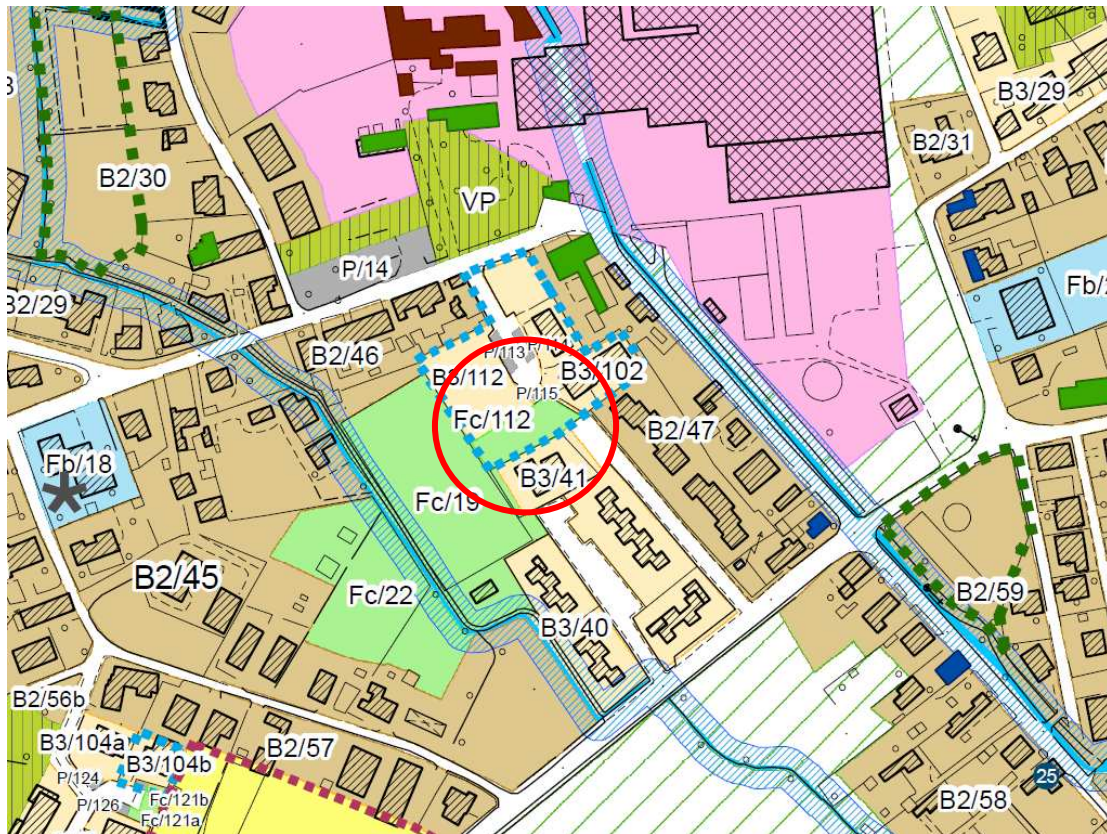 B3/29
B2/31
B2/30
VP
P/14
Fb/
B2/29
B2/46
P/113
B3/112
B3/102
P/115
Fc/112
B2/47
Fb/18
B3/41
Fc/19
B2/45
Fc/22
B2/59
B3/40
B2/56b
B3/104a
B2/57
B3/104b
P/124
25
Fc/121b
P/126
B2/58
Fc/121a